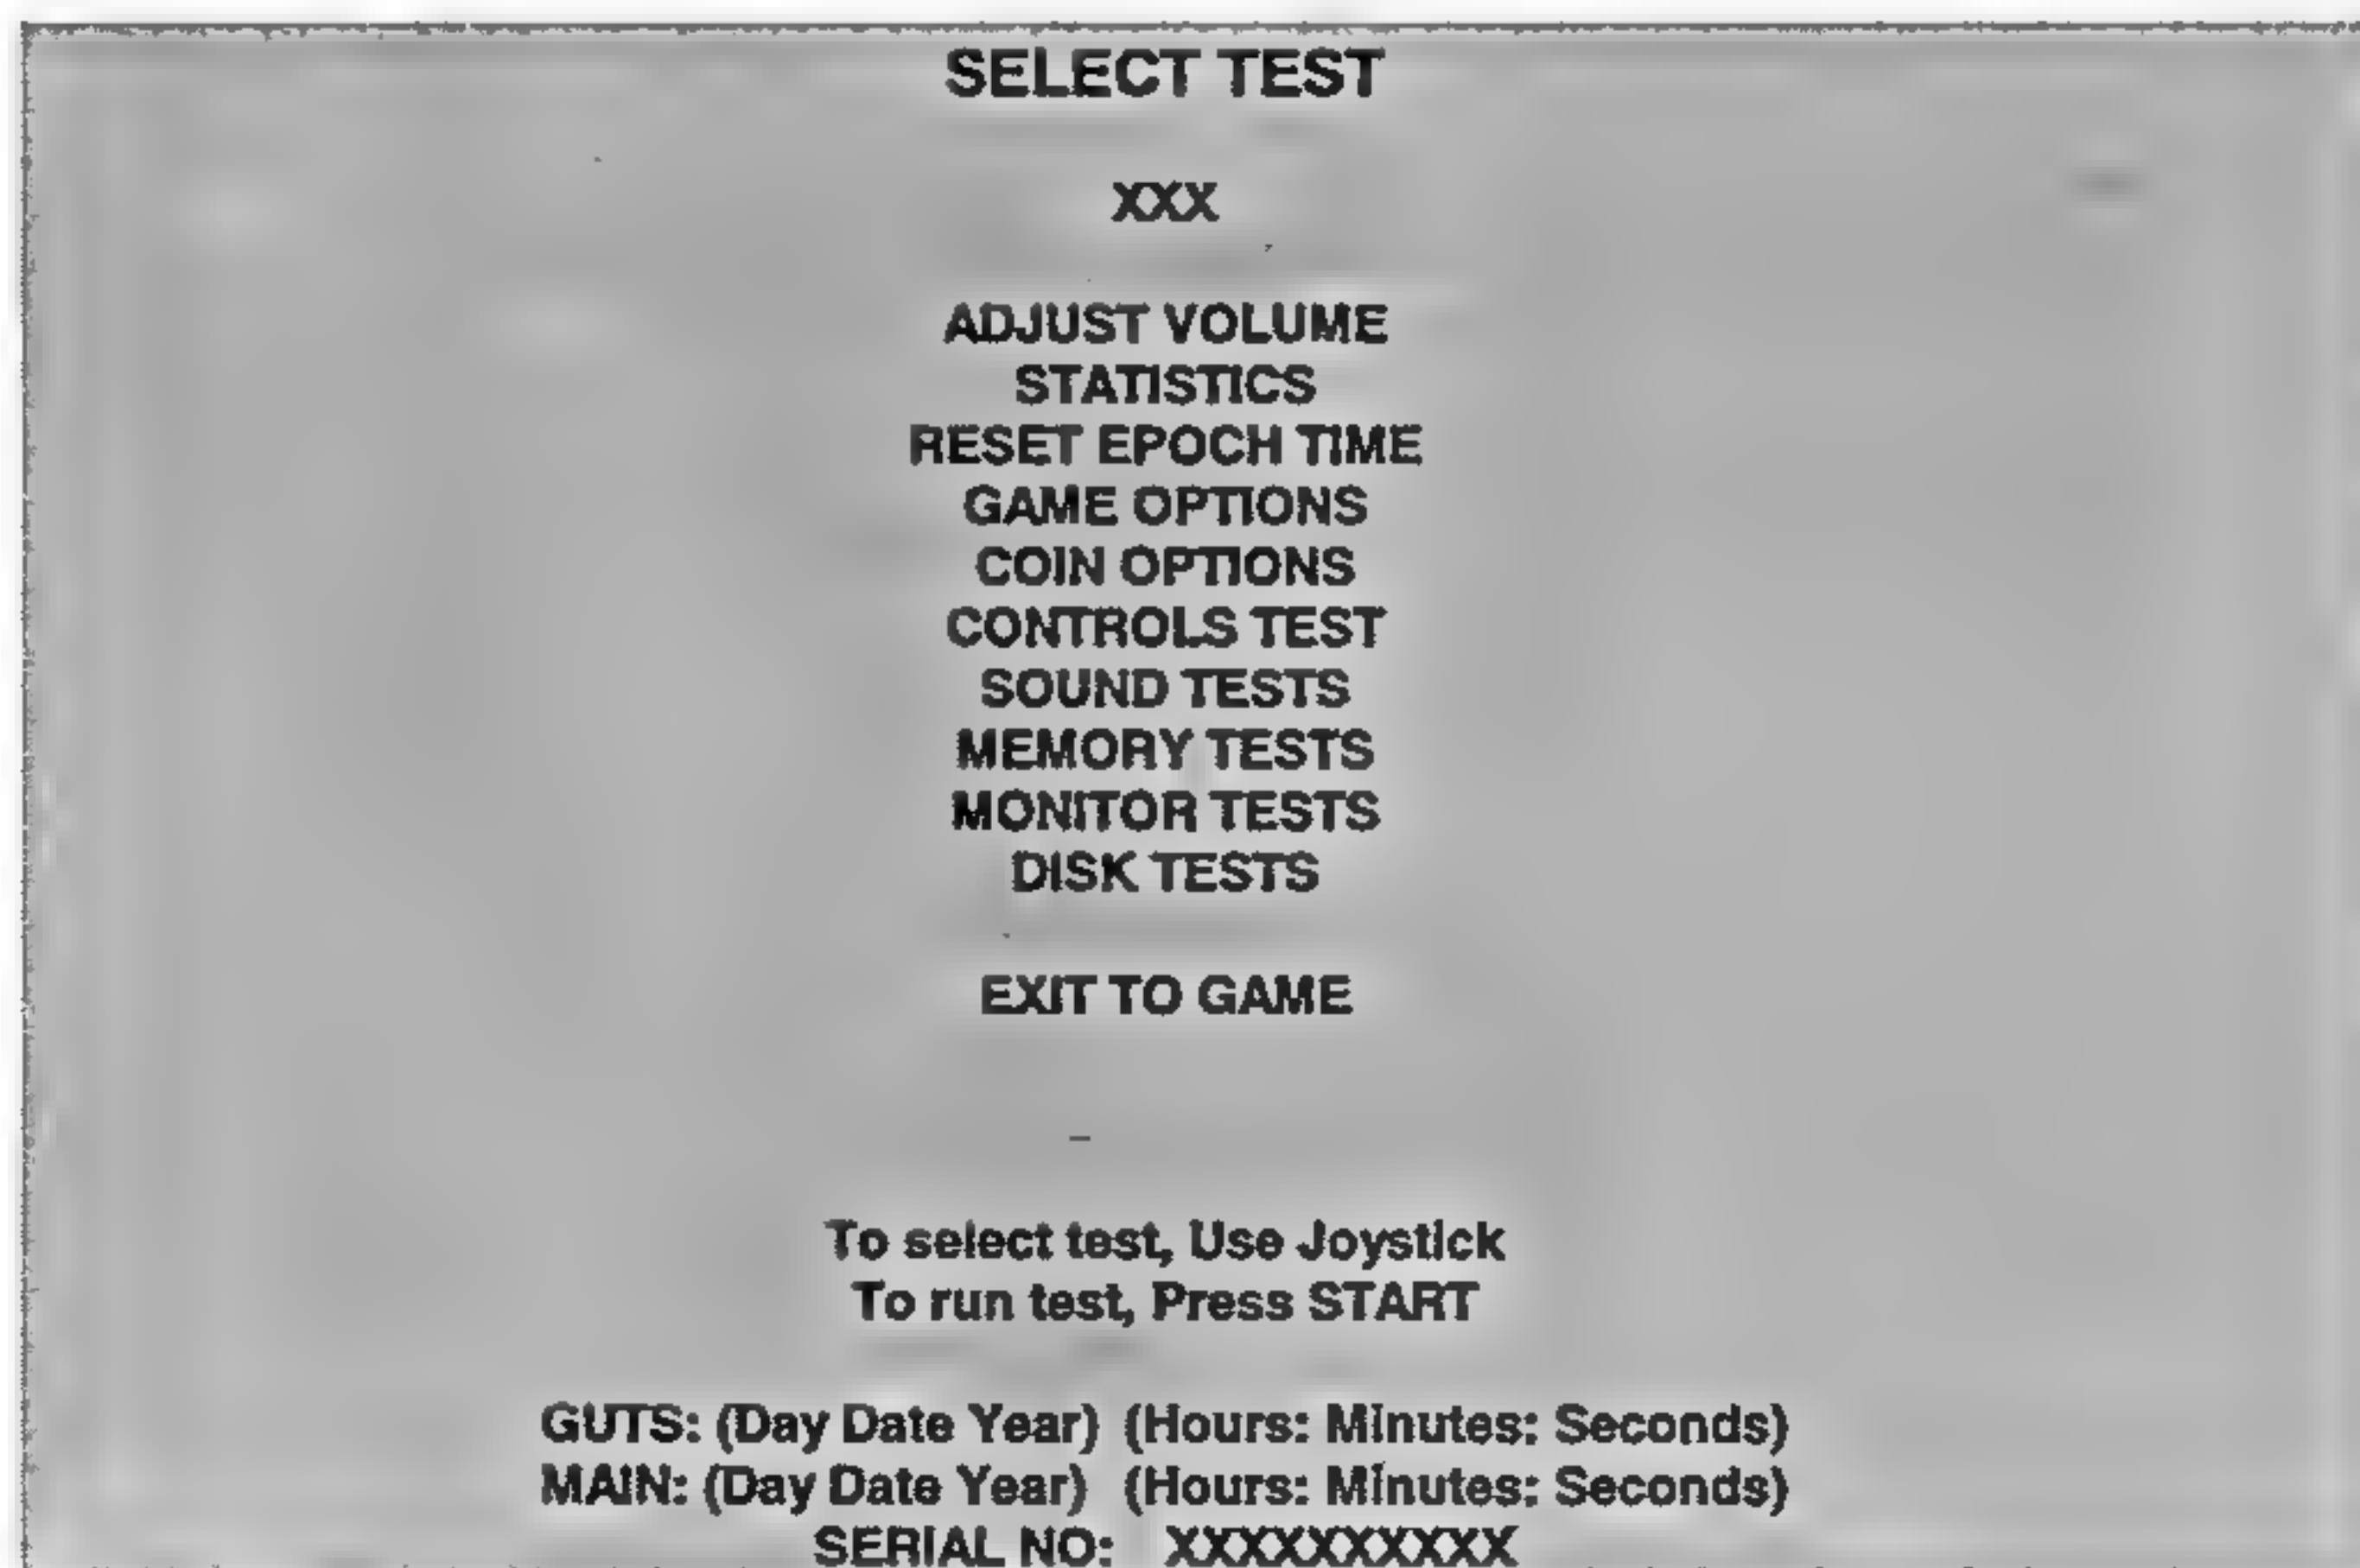 SELECT TEST
XXX
ADJUST VOLUME
STATISTICS
RESET EPOCH TIME
GAME OPTIONS
COIN OPTIONS
CONTROLS TEST
SOUND TESTS
MEMORY TESTS
MONITOR TESTS
DISK TESTS
EXIT TO GAME
To select test, Use Joystick
To run test, Press START
GUTS: (Day Date Year) (Hours: Minutes: Seconds)
MAIN: (Day Date Year) (Hours: Minutes: Seconds)
SERIAL NO: XXXXXXXXXX